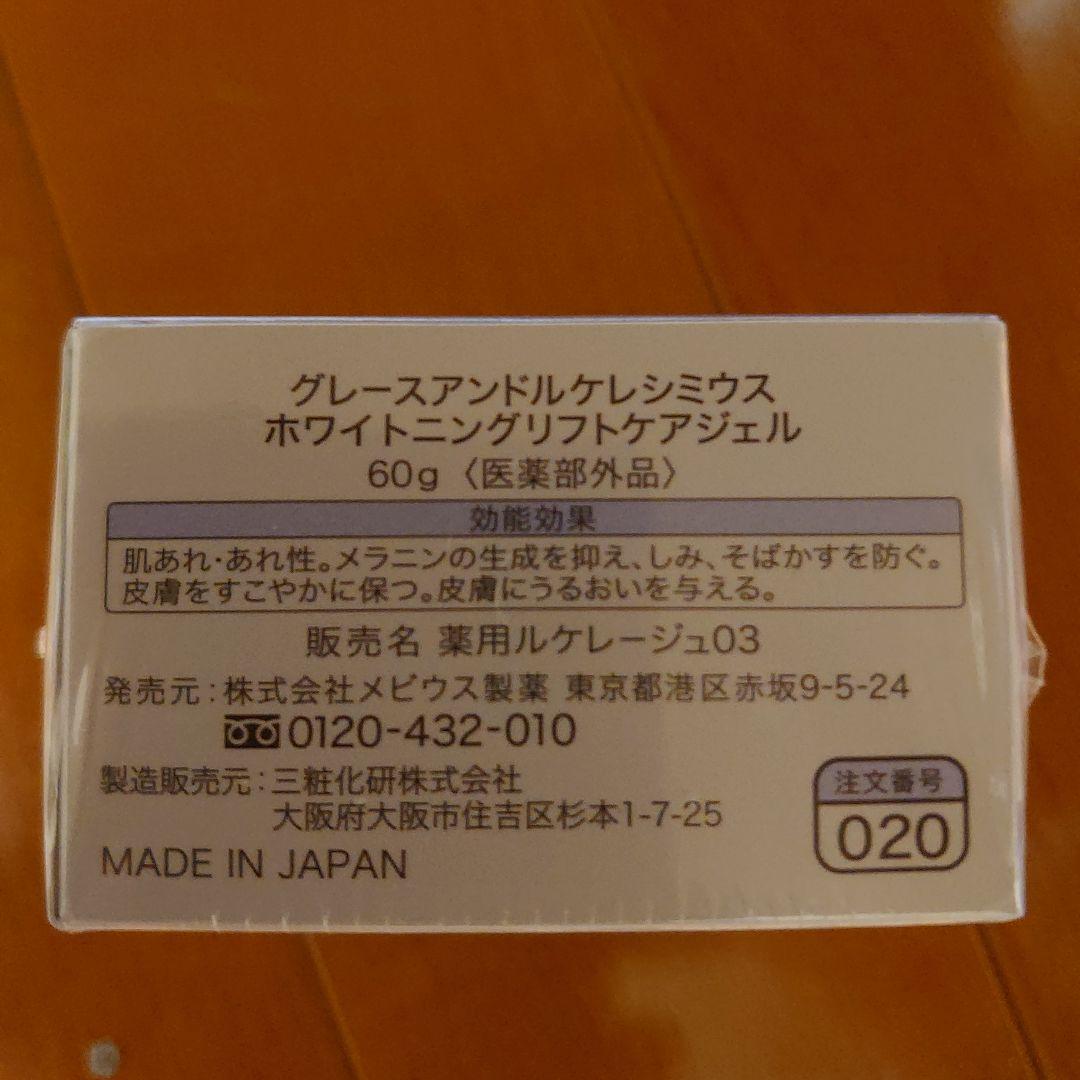 グレースアンドルケレシミウス
ホワイトニングリフトケアジェル
60g〈医薬部外品〉
効能効果
肌あれ・あれ性。メラニンの生成を抑え、しみ、そばかすを防ぐ。
皮膚をすこやかに保つ。皮膚にうるおいを与える。
販売名 薬用ルケレージュ03
発売元：株式会社メビウス製薬 東京都港区赤坂9-5-24
0120-432-010
製造販売元：三粧化研株式会社
大阪府大阪市住吉区杉本1-7-25
MADE IN JAPAN
注文番号
020